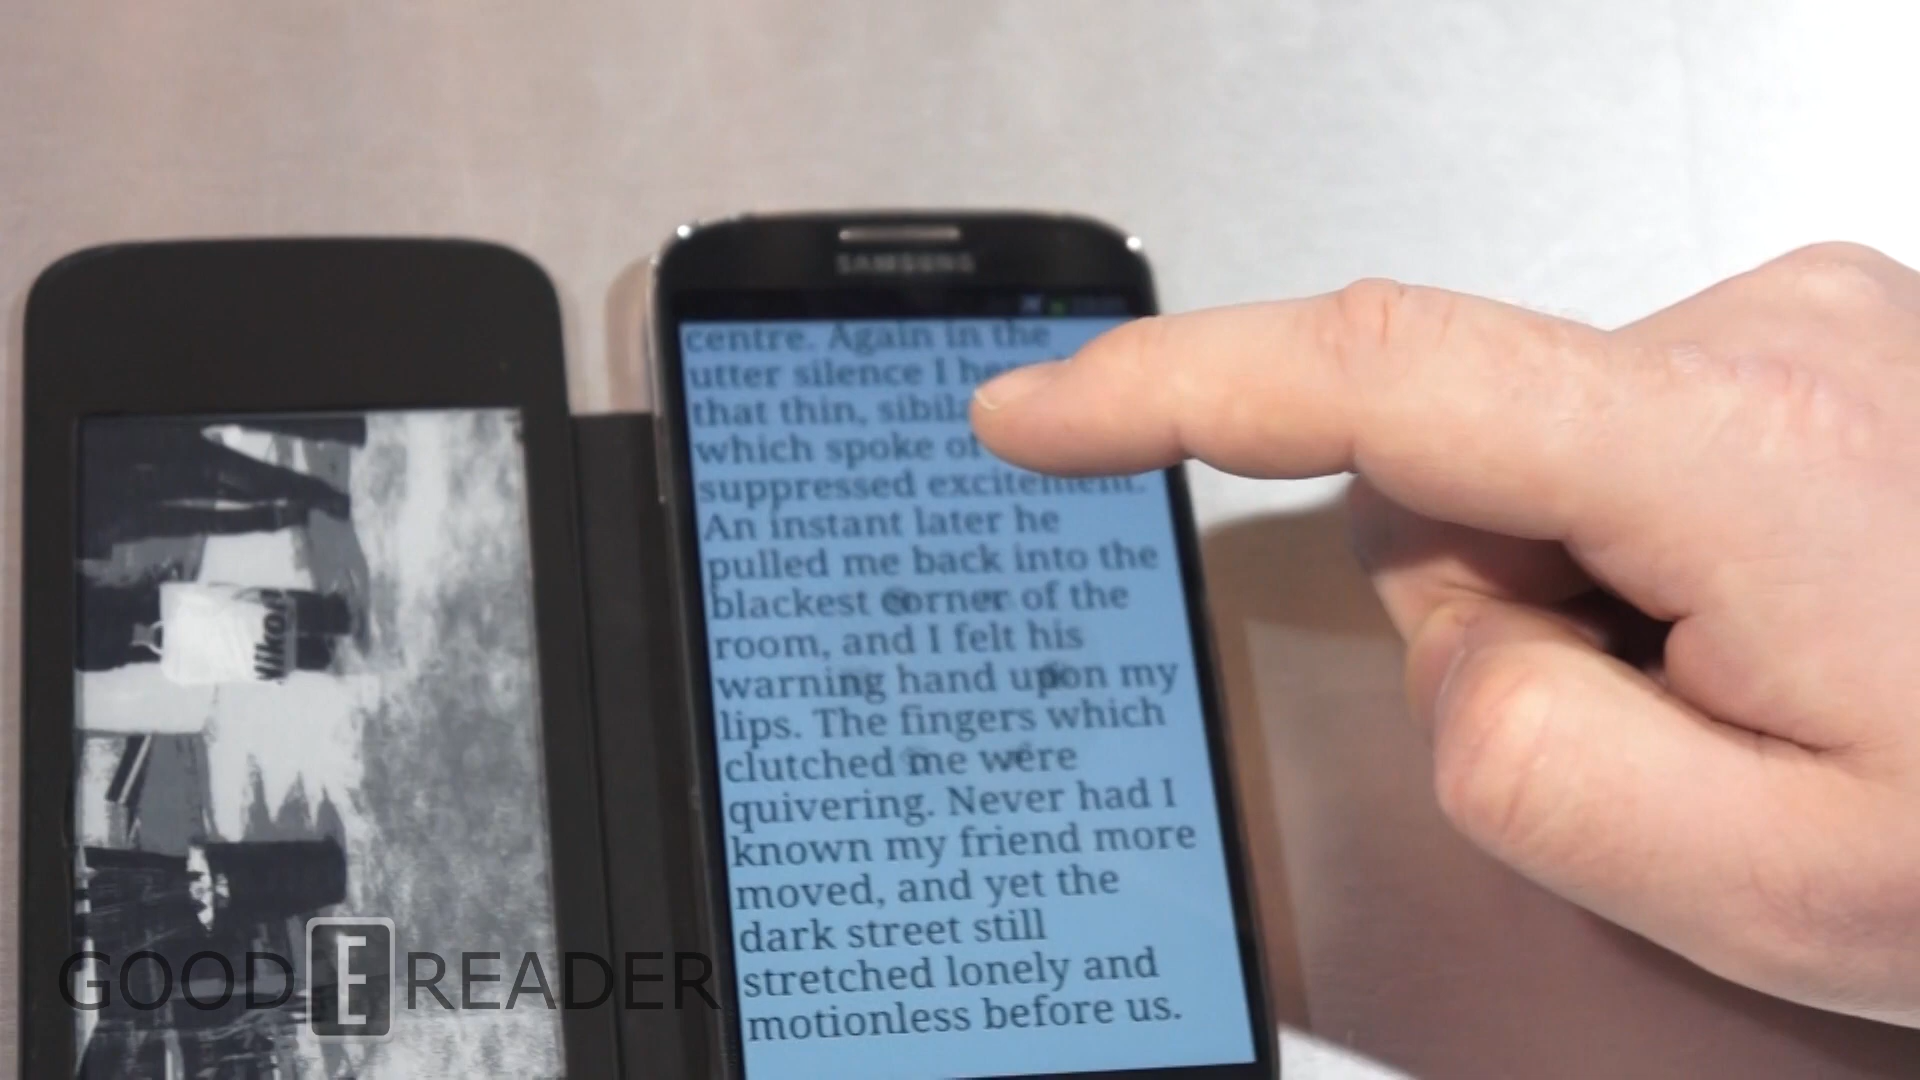 SAMSUNG
centre. Again in the
utter silence I
that thin,
which spoke of
suppressed excitement.
An instant later he
pulled me back into the
blackest corner of the
room, and I felt his
warning hand upon my
lips. The fingers which
clutched me were
quivering. Never had I
known my friend more
moved, and yet the
dark street still
stretched lonely and
motionless before us.
Nikon
GOOD E READER